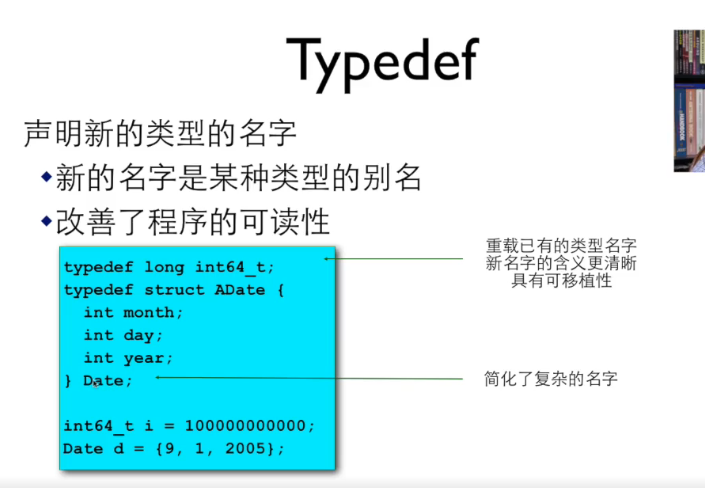 Typedef
声明新的类型的名字
新的名字是某种类型的别名
改善了程序的可读性
typedef long int64_t;
typedef struct ADate {
int month;
int day;
int year;
} Date;
int64_t i = 100000000000;
Date d = {9, 1, 2005};
重载已有的类型名字
新名字的含义更清晰
具有可移植性
简化了复杂的名字